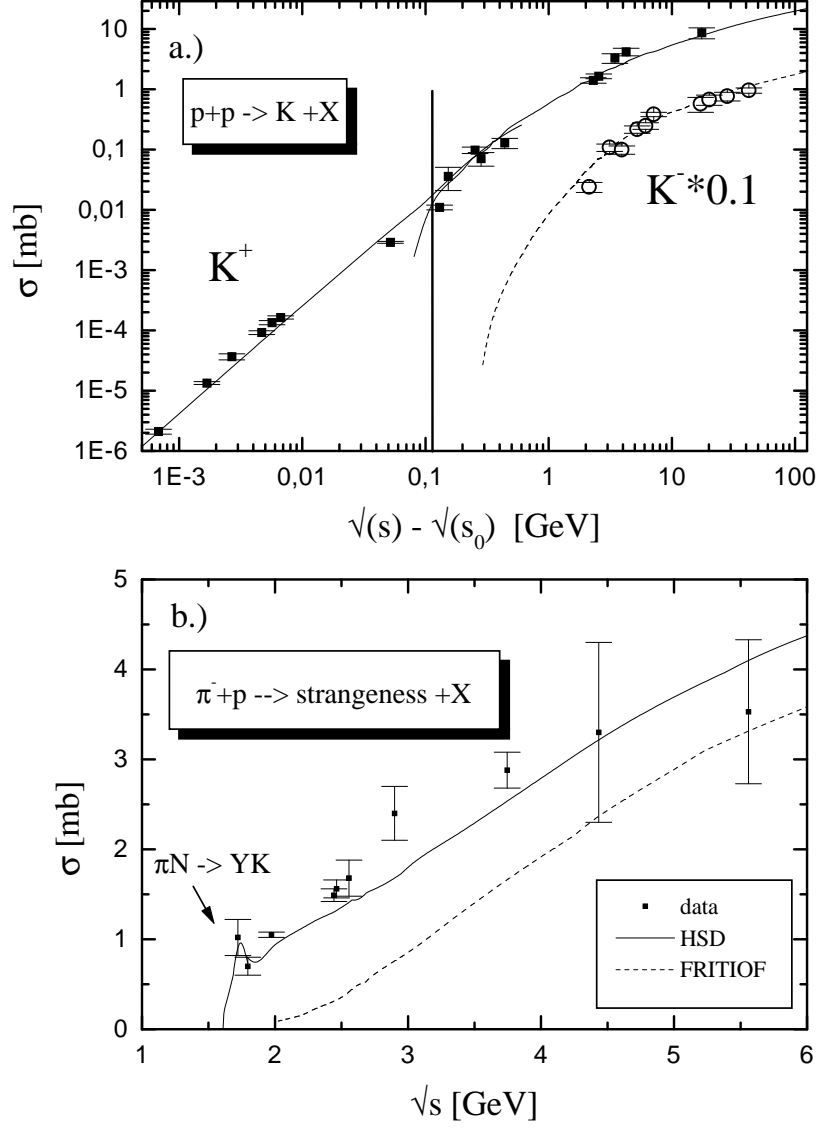 a.)
p+p -> K +X
K⁺
K⁻*0.1
σ [mb]
10
1
0,1
0,01
1E-3
1E-4
1E-5
1E-6
1E-3 0,01 0,1 1 10 100
√(s) - √(s₀) [GeV]
b.)
π⁻+p --> strangeness +X
πN -> YK
σ [mb]
5
4
3
2
1
0
data
HSD
FRITIOF
1 2 3 4 5 6
√s [GeV]